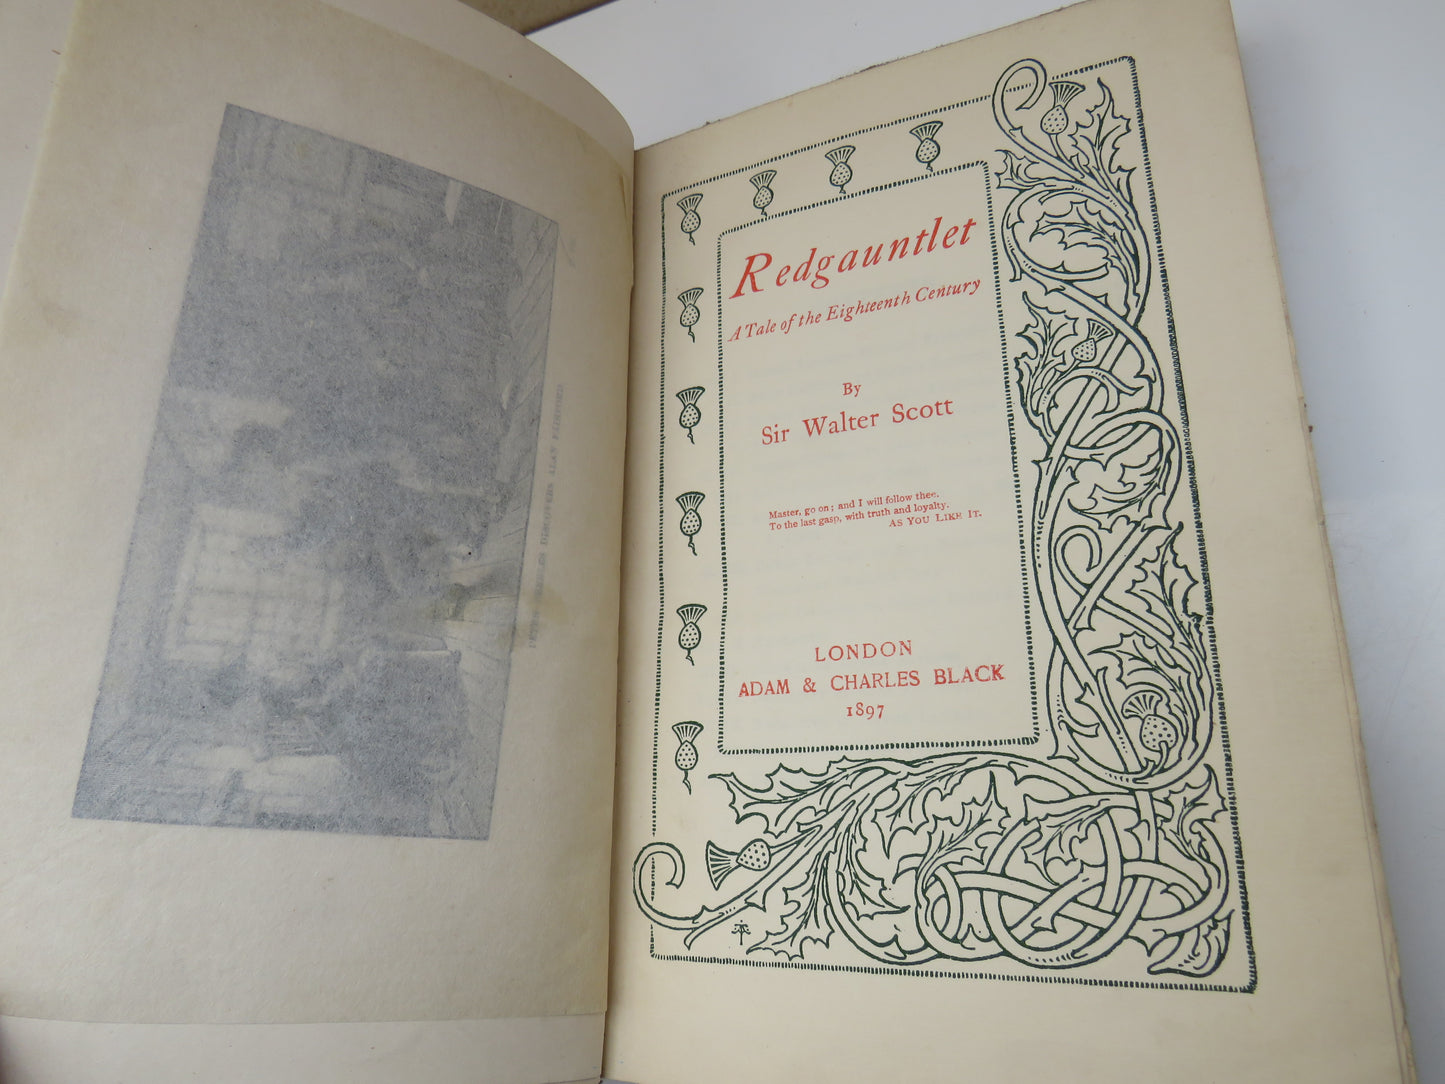 Redgauntlet
A Tale of the Eighteenth Century
By
Sir Walter Scott
Master, go on; and I will follow thee,
To the last gasp, with truth and loyalty.
AS YOU LIKE IT.
LONDON
ADAM & CHARLES BLACK
1897